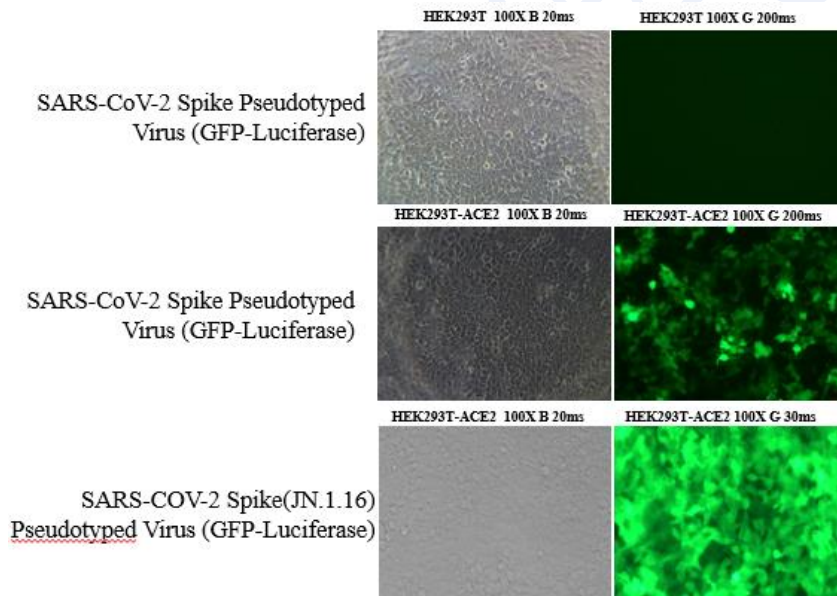 HEK293T 100X B 20ms
HEK293T 100X G 200ms
SARS-CoV-2 Spike Pseudotyped
Virus (GFP-Luciferase)
HEK293T-ACE2 100X B 20ms
HEK293T-ACE2 100X G 200ms
SARS-CoV-2 Spike Pseudotyped
Virus (GFP-Luciferase)
HEK293T-ACE2 100X B 20ms
HEK293T-ACE2 100X G 30ms
SARS-COV-2 Spike(JN.1.16)
Pseudotyped Virus (GFP-Luciferase)